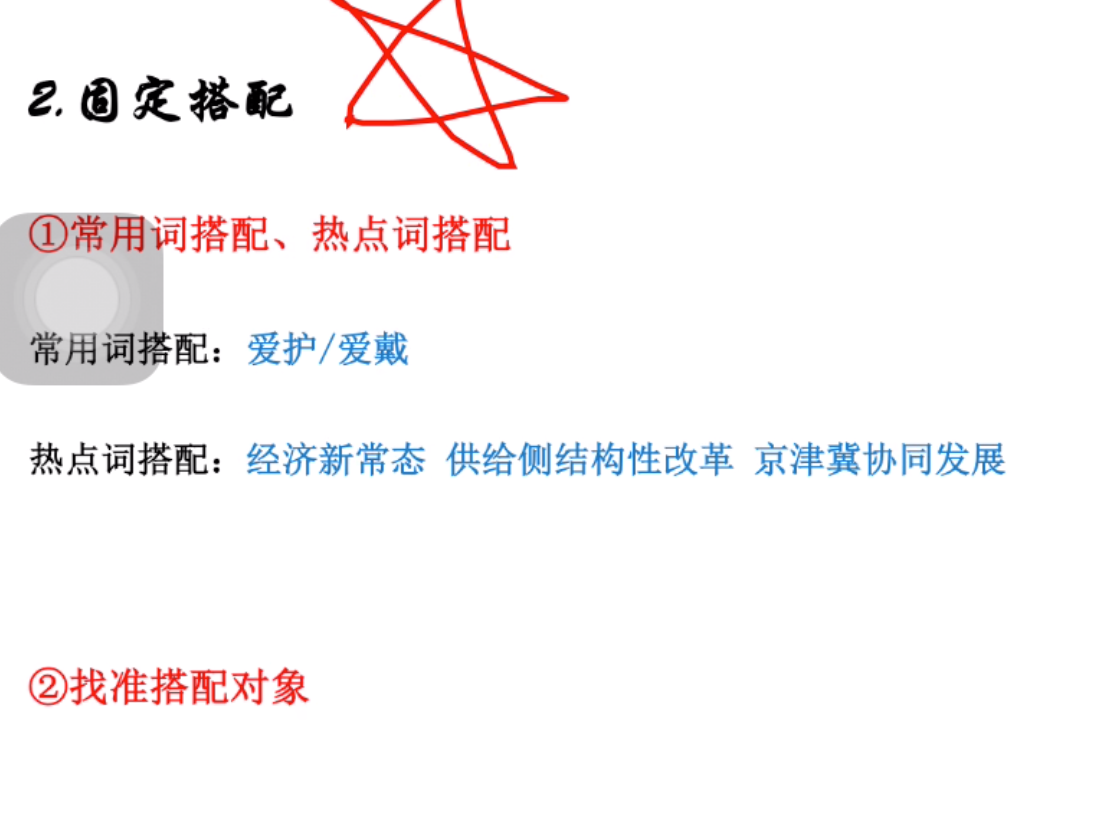 2.固定搭配
①常用词搭配、热点词搭配
常用词搭配：爱护/爱戴
热点词搭配：经济新常态 供给侧结构性改革 京津冀协同发展
②找准搭配对象